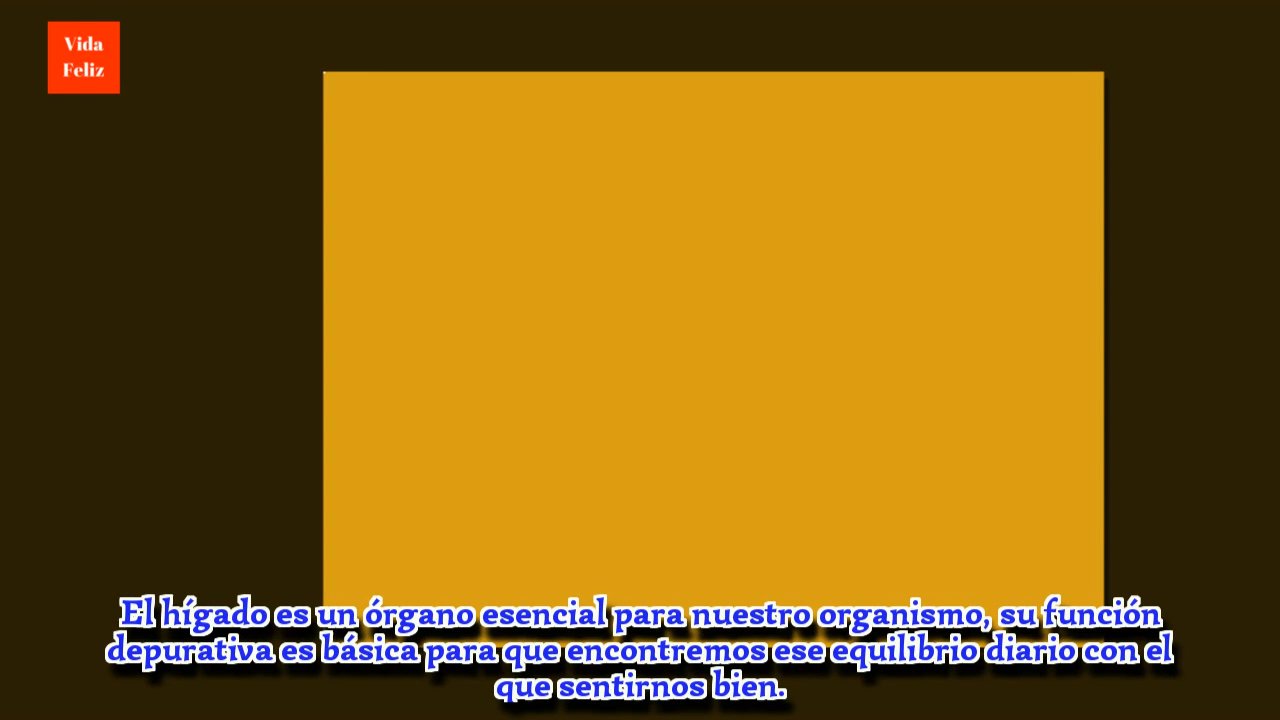 Vida
Feliz
El hígado es un órgano esencial para nuestro organismo, su función
depurativa es básica para que encontremos ese equilibrio diario con el
que sentirnos bien.